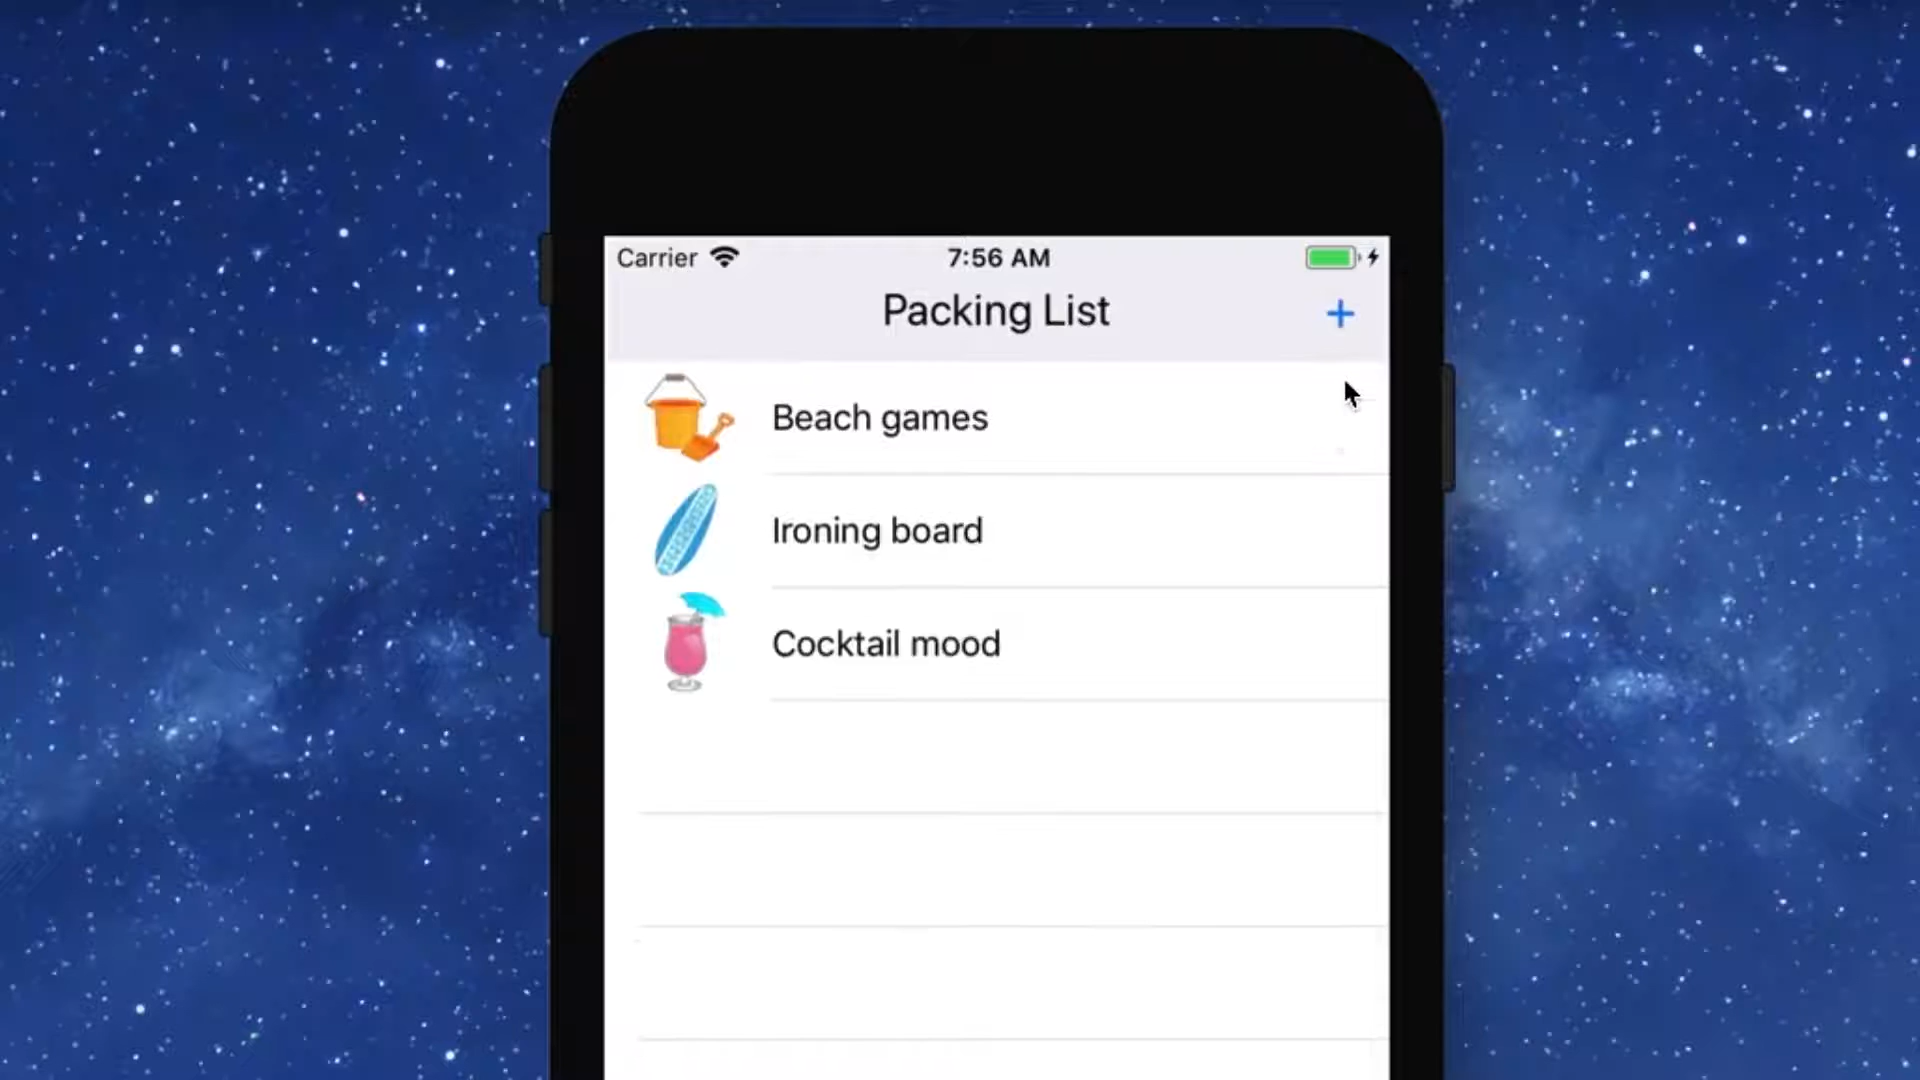 Carrier 7:56 AM
Packing List +
Beach games
Ironing board
Cocktail mood